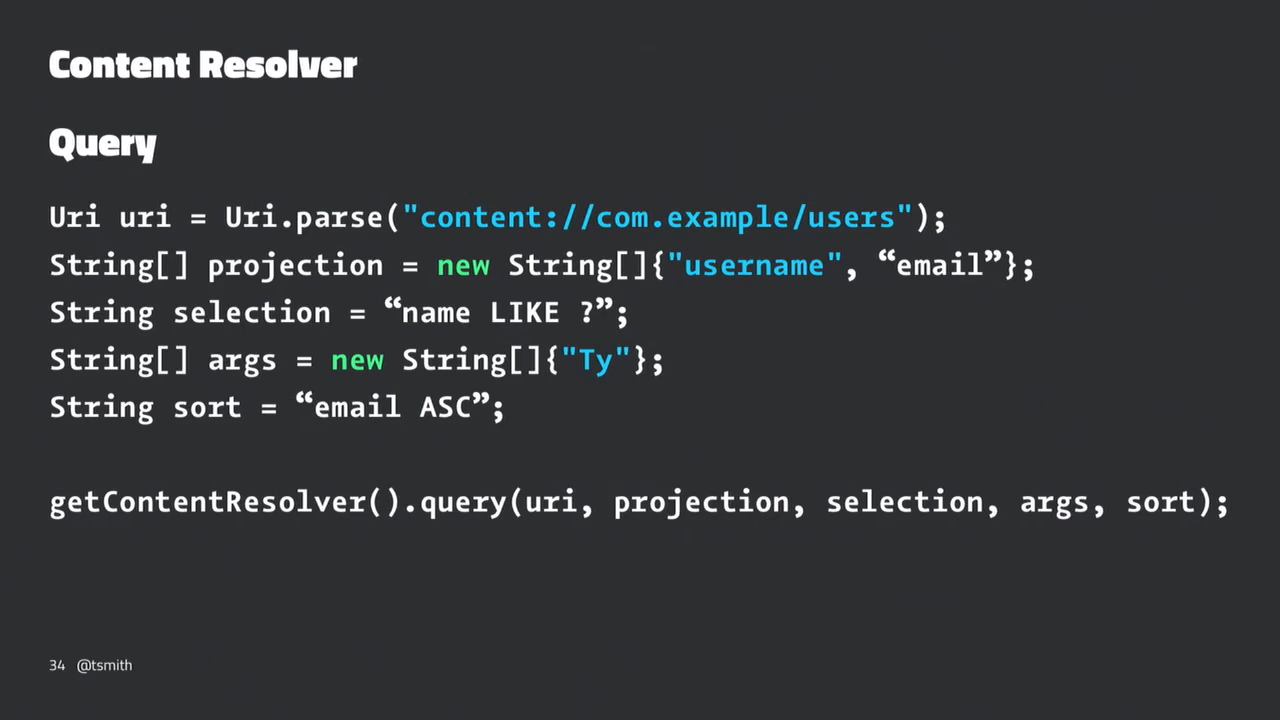 Content Resolver
Query
Uri uri = Uri.parse("content://com.example/users");
String[] projection = new String[]{"username", “email”};
String selection = “name LIKE ?”;
String[] args = new String[]{"Ty"};
String sort = “email ASC”;
getContentResolver().query(uri, projection, selection, args, sort);
34 @tsmith